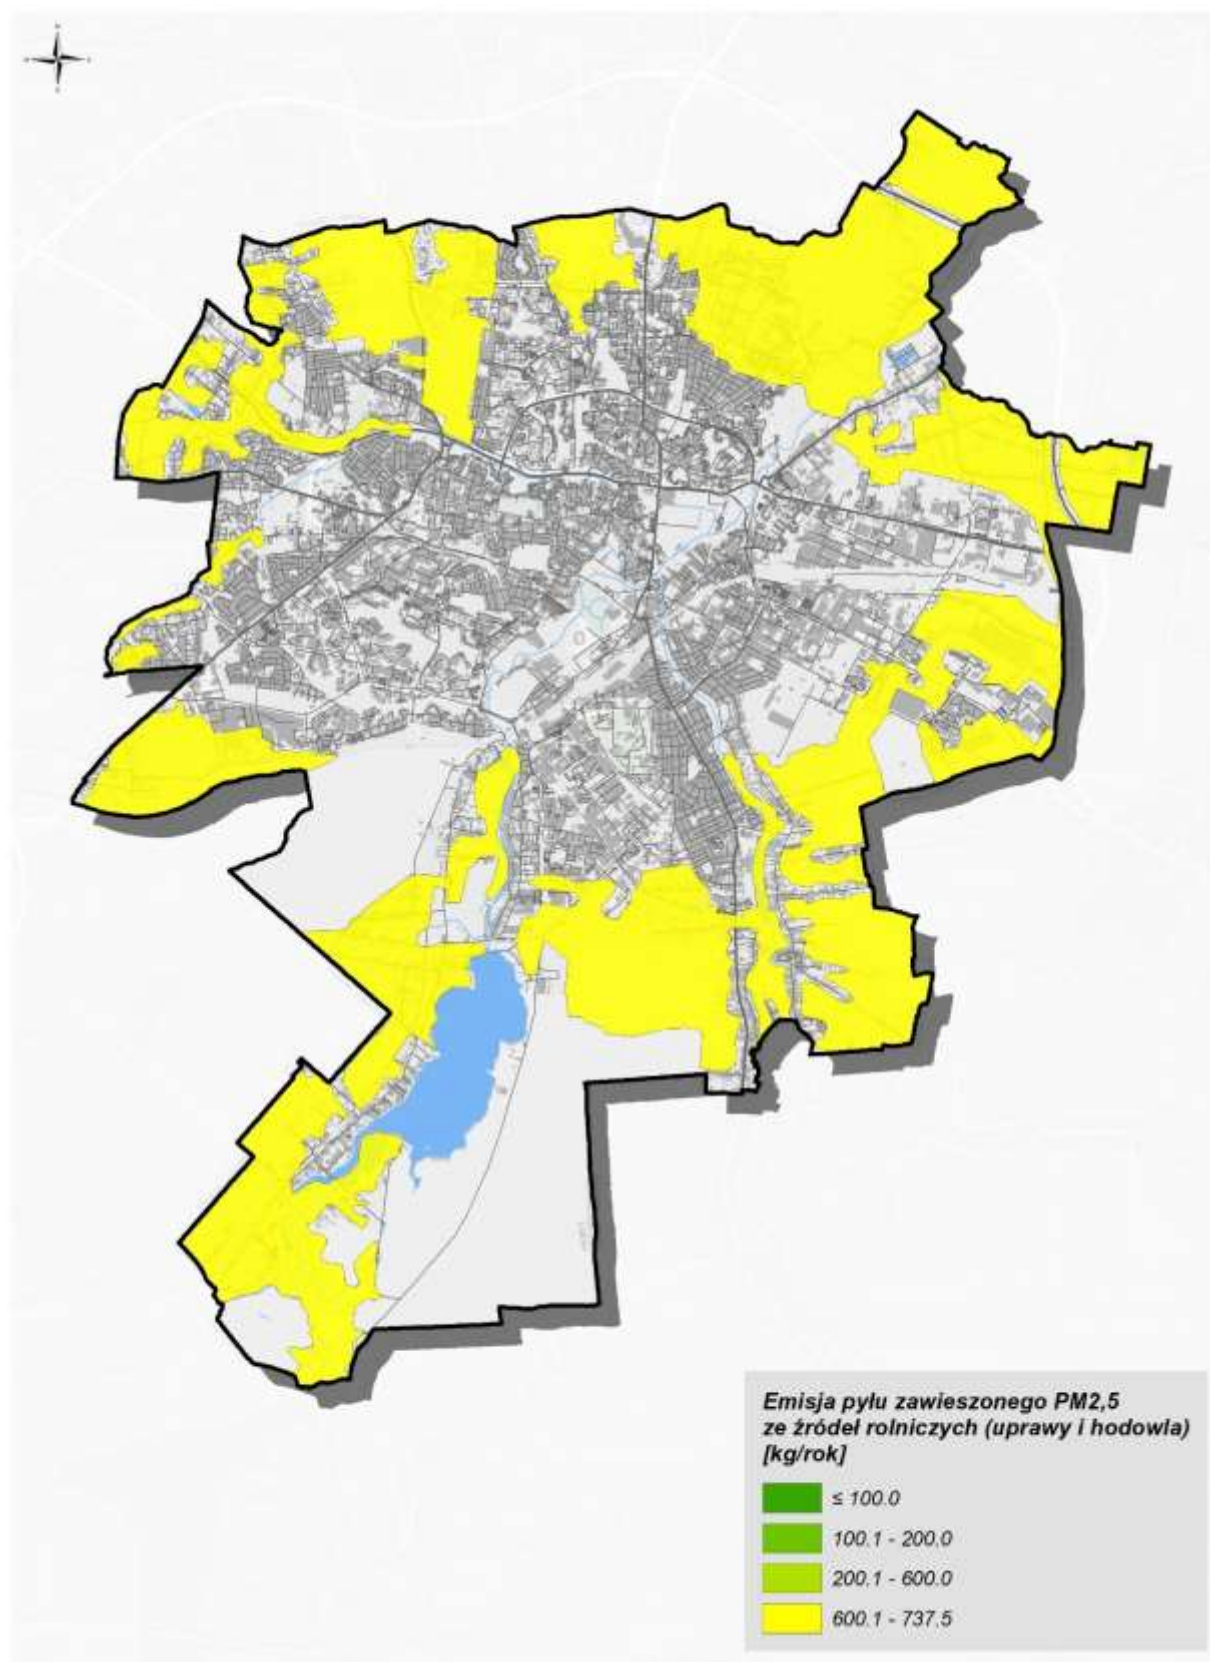 Emisja pyłu zawieszonego PM2,5
ze źródeł rolniczych (uprawy i hodowla)
[kg/rok]
≤ 100.0
100.1 - 200.0
200.1 - 600.0
600.1 - 737.5